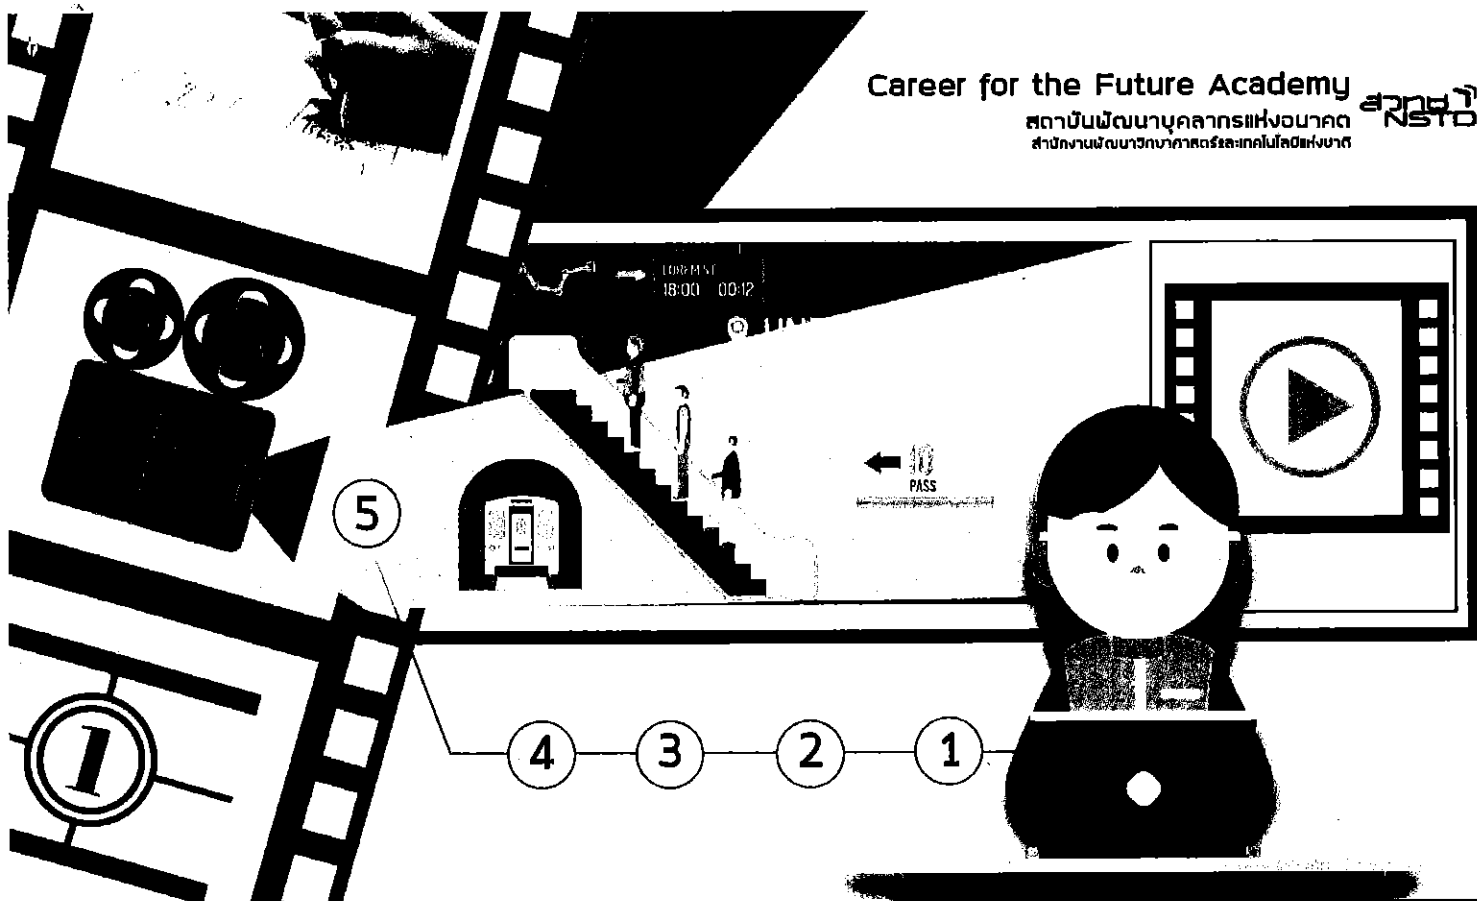 Career for the Future Academy
สถาบันพัฒนาบุคลากรแห่งอนาคต
สำนักงานพัฒนาวิทยาศาสตร์และเทคโนโลยีแห่งชาติ
สวทช
NSTD
LOREM ST
18:00 00:12
10
PASS
5
4 3 2 1
1